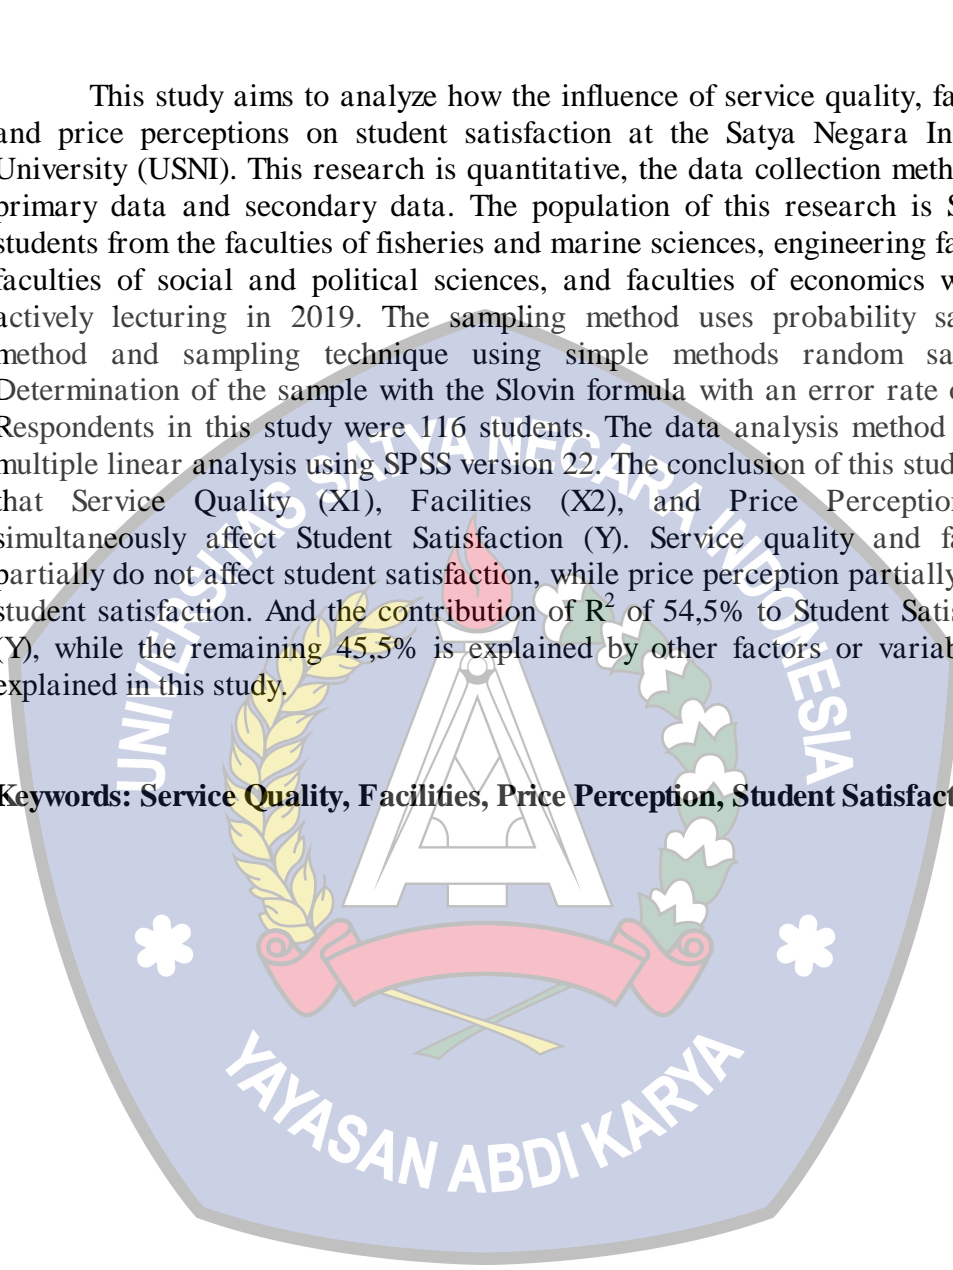 This study aims to analyze how the influence of service quality, fa
and price perceptions on student satisfaction at the Satya Negara In
University (USNI). This research is quantitative, the data collection meth
primary data and secondary data. The population of this research is S
students from the faculties of fisheries and marine sciences, engineering fa
faculties of social and political sciences, and faculties of economics w
actively lecturing in 2019. The sampling method uses probability sa
method and sampling technique using simple methods random sa
Determination of the sample with the Slovin formula with an error rate o
Respondents in this study were 116 students. The data analysis method
multiple linear analysis using SPSS version 22. The conclusion of this stud
that Service Quality (X1), Facilities (X2), and Price Perception
simultaneously affect Student Satisfaction (Y). Service quality and fa
partially do not affect student satisfaction, while price perception partially
student satisfaction. And the contribution of R² of 54,5% to Student Satis
(Y), while the remaining 45,5% is explained by other factors or variab
explained in this study.
Keywords: Service Quality, Facilities, Price Perception, Student Satisfact
UNIVERSITAS SATYA NEGARA INDONESIA
YAYASAN ABDI KARYA